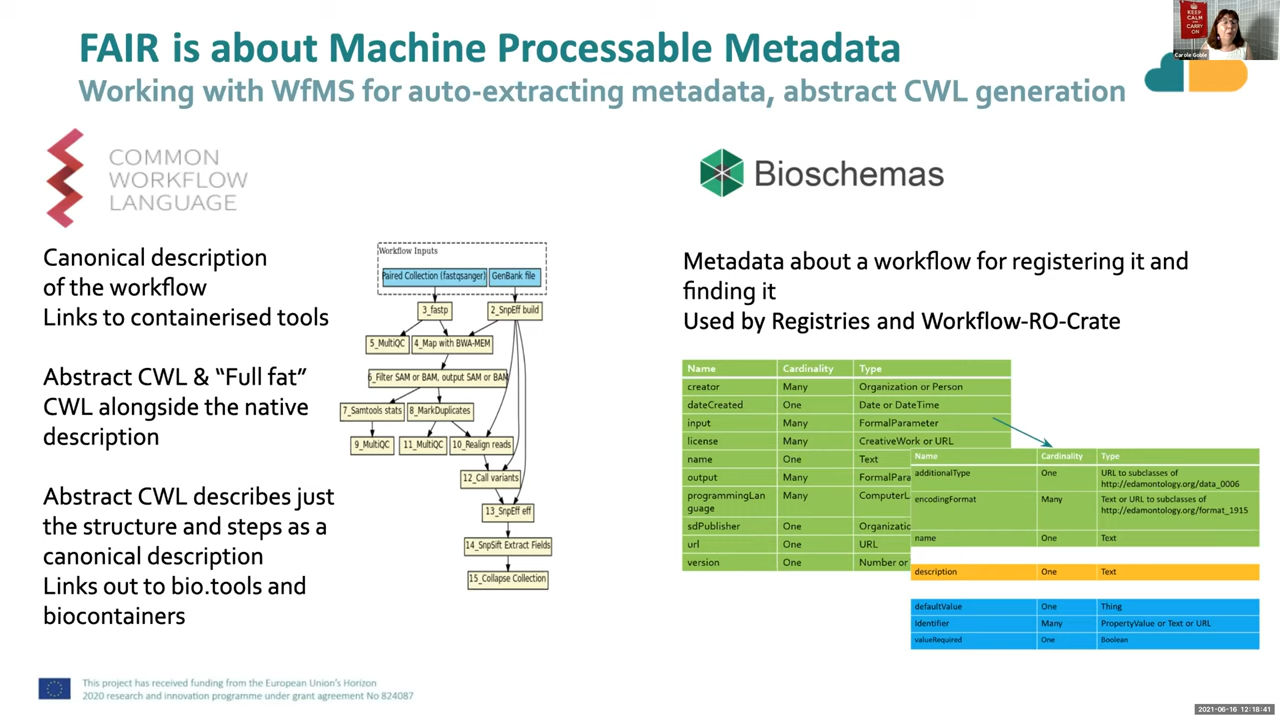 FAIR is about Machine Processable Metadata
Working with WfMS for auto-extracting metadata, abstract CWL generation
KEEP
CALM
AND
CARRY
ON
Carole Goble
COMMON
WORKFLOW
LANGUAGE
Canonical description
of the workflow
Links to containerised tools
Abstract CWL & “Full fat”
CWL alongside the native
description
Abstract CWL describes just
the structure and steps as a
canonical description
Links out to bio.tools and
biocontainers
Workflow Inputs
Paired Collection (fastqsanger)
GenBank file
3_fastp
2_SnpEff build
5_MultiQC
4_Map with BWA-MEM
6_Filter SAM or BAM, output SAM or BAM
7_Samtools stats
8_MarkDuplicates
9_MultiQC
11_MultiQC
10_Realign reads
12_Call variants
13_SnpEff eff
14_SnpSift Extract Fields
15_Collapse Collection
Bioschemas
Metadata about a workflow for registering it and
finding it
Used by Registries and Workflow-RO-Crate
Name Cardinality Type
creator Many Organization or Person
dateCreated One Date or DateTime
input Many FormalParameter
license Many CreativeWork or URL
name One Text
output Many FormalPara
programmingLan Many ComputerL
guage
sdPublisher One Organizatio
url One URL
version One Number or
Name Cardinality Type
additionalType One URL to subclasses of
http://edamontology.org/data_0006
encodingFormat Many Text or URL to subclasses of
http://edamontology.org/format_1915
name One Text
description One Text
defaultValue One Thing
Identifier Many PropertyValue or Text or URL
valueRequired One Boolean
This project has received funding from the European Union’s Horizon
2020 research and innovation programme under grant agreement No 824087
2021-06-16 12:18:41